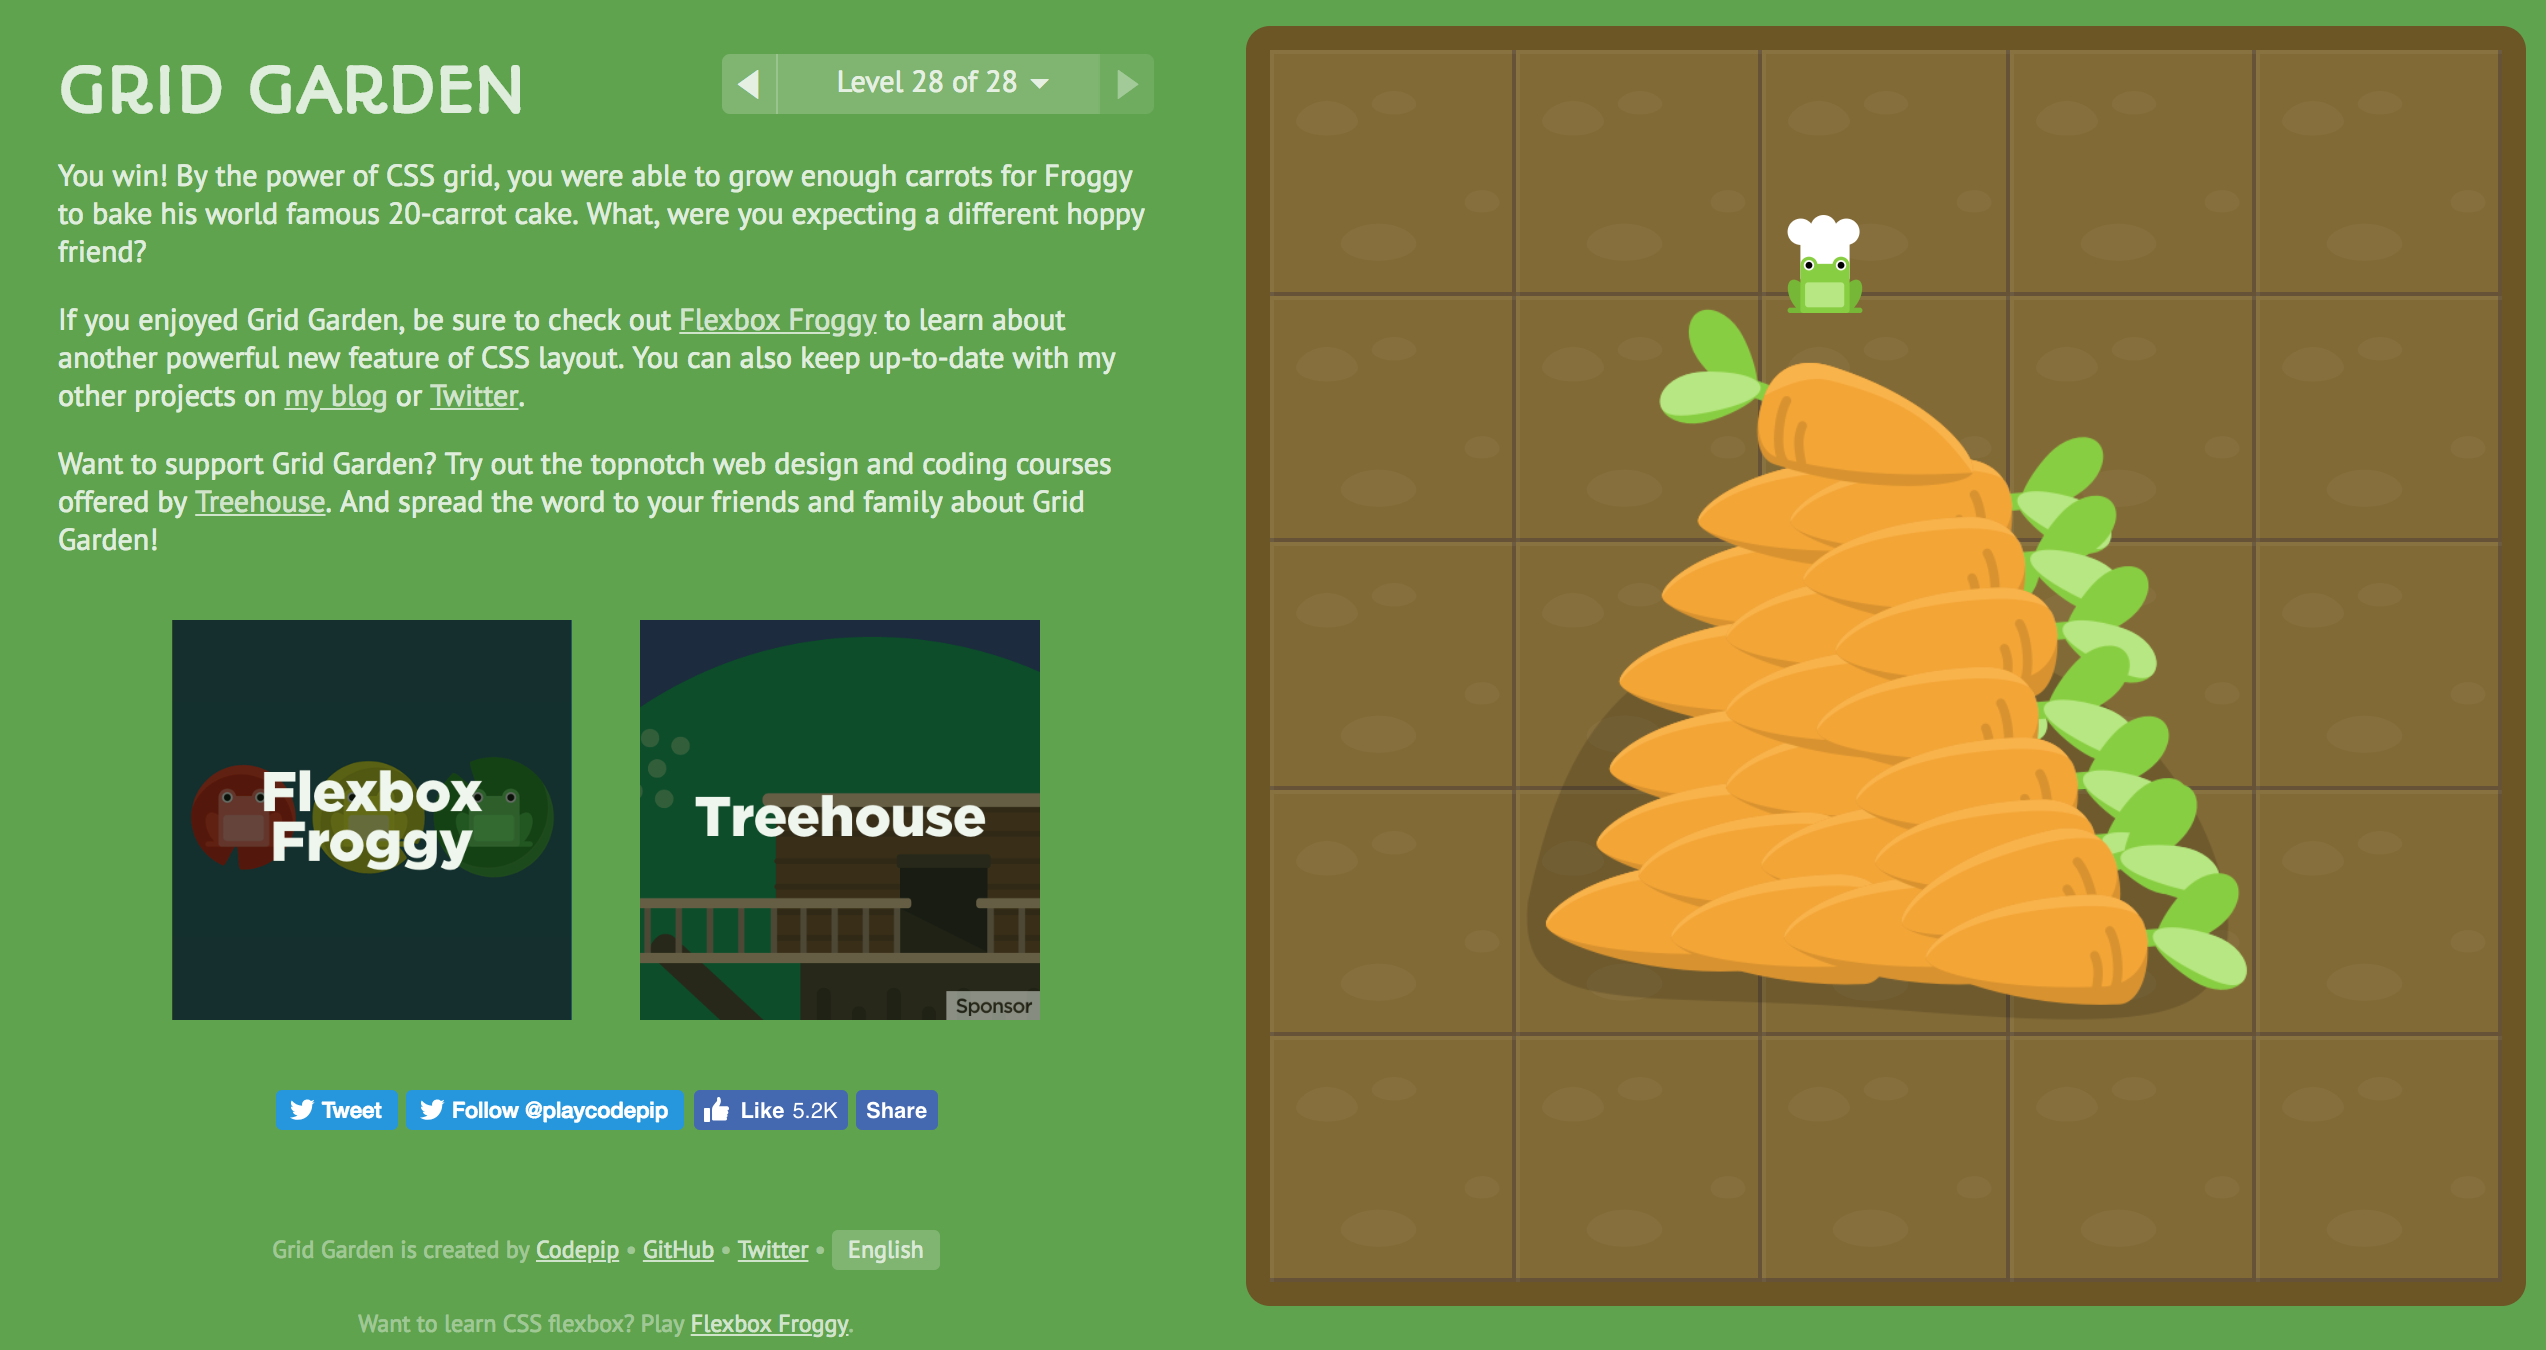 GRID GARDEN
Level 28 of 28
You win! By the power of CSS grid, you were able to grow enough carrots for Froggy
to bake his world famous 20-carrot cake. What, were you expecting a different hoppy
friend?
If you enjoyed Grid Garden, be sure to check out Flexbox Froggy to learn about
another powerful new feature of CSS layout. You can also keep up-to-date with my
other projects on my blog or Twitter.
Want to support Grid Garden? Try out the topnotch web design and coding courses
offered by Treehouse. And spread the word to your friends and family about Grid
Garden!
Flexbox
Froggy
Treehouse
Sponsor
Tweet
Follow @playcodepip
Like 5.2K
Share
Grid Garden is created by Codepip • GitHub • Twitter • English
Want to learn CSS flexbox? Play Flexbox Froggy.